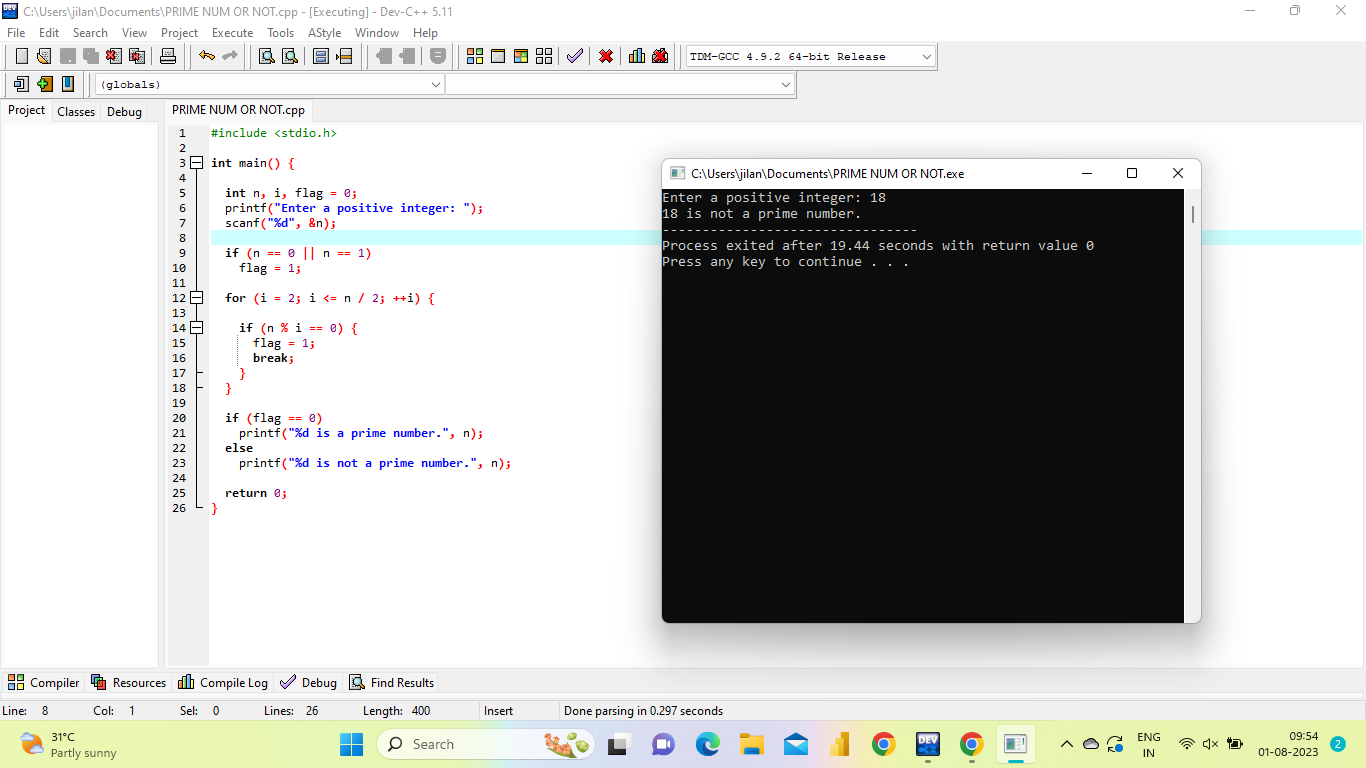 C:\Users\jilan\Documents\PRIME NUM OR NOT.cpp - [Executing] - Dev-C++ 5.11
File Edit Search View Project Execute Tools AStyle Window Help
TDM-GCC 4.9.2 64-bit Release
(globals)
Project Classes Debug
PRIME NUM OR NOT.cpp
1 #include <stdio.h>
2
3 int main() {
4
5 int n, i, flag = 0;
6 printf("Enter a positive integer: ");
7 scanf("%d", &n);
8
9 if (n == 0 || n == 1)
10 flag = 1;
11
12 for (i = 2; i <= n / 2; ++i) {
13
14 if (n % i == 0) {
15 flag = 1;
16 break;
17 }
18 }
19
20 if (flag == 0)
21 printf("%d is a prime number.", n);
22 else
23 printf("%d is not a prime number.", n);
24
25 return 0;
26 }
C:\Users\jilan\Documents\PRIME NUM OR NOT.exe
Enter a positive integer: 18
18 is not a prime number.
--------------------------------
Process exited after 19.44 seconds with return value 0
Press any key to continue . . .
Compiler Resources Compile Log Debug Find Results
Line: 8 Col: 1 Sel: 0 Lines: 26 Length: 400 Insert Done parsing in 0.297 seconds
31°C
Partly sunny
Search
DEV
ENG
IN
09:54
01-08-2023
2